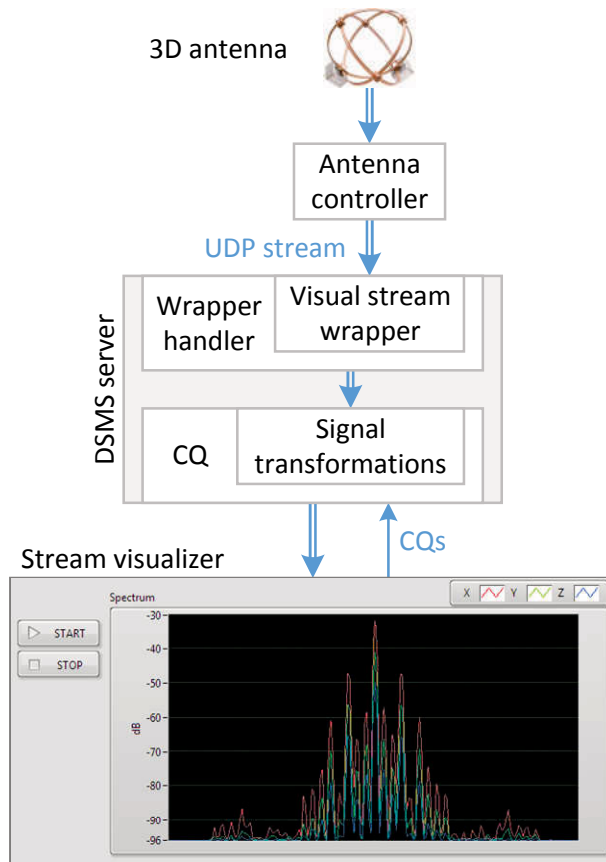 3D antenna
Antenna
controller
UDP stream
DSMS server
Wrapper
handler
Visual stream
wrapper
CQ
Signal
transformations
CQs
Stream visualizer
Spectrum
X Y Z
START
STOP
dB
-30
-40
-50
-60
-70
-80
-90
-96